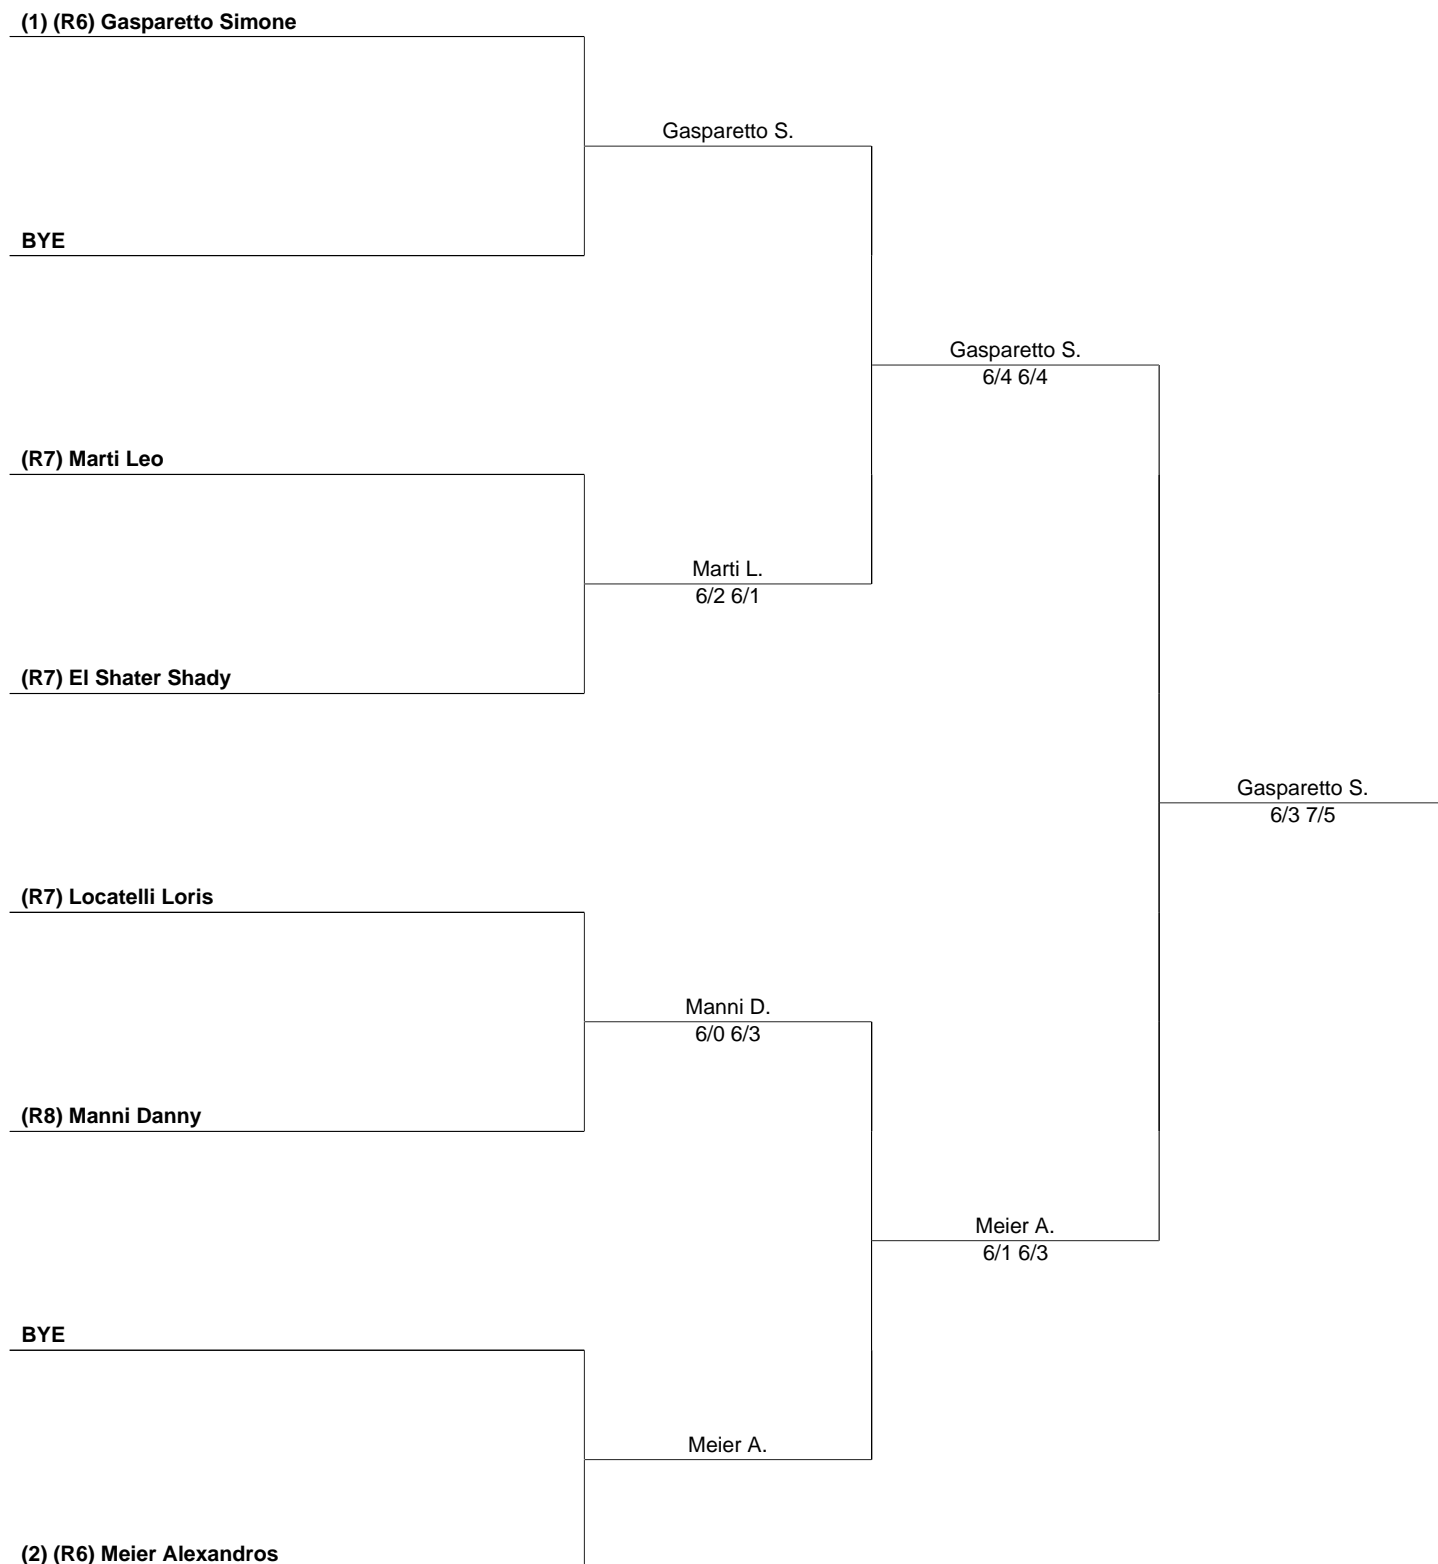 (1) (R6) Gasparetto Simone
Gasparetto S.
BYE
Gasparetto S.
6/4 6/4
(R7) Marti Leo
Marti L.
6/2 6/1
(R7) El Shater Shady
Gasparetto S.
6/3 7/5
(R7) Locatelli Loris
Manni D.
6/0 6/3
(R8) Manni Danny
Meier A.
6/1 6/3
BYE
Meier A.
(2) (R6) Meier Alexandros